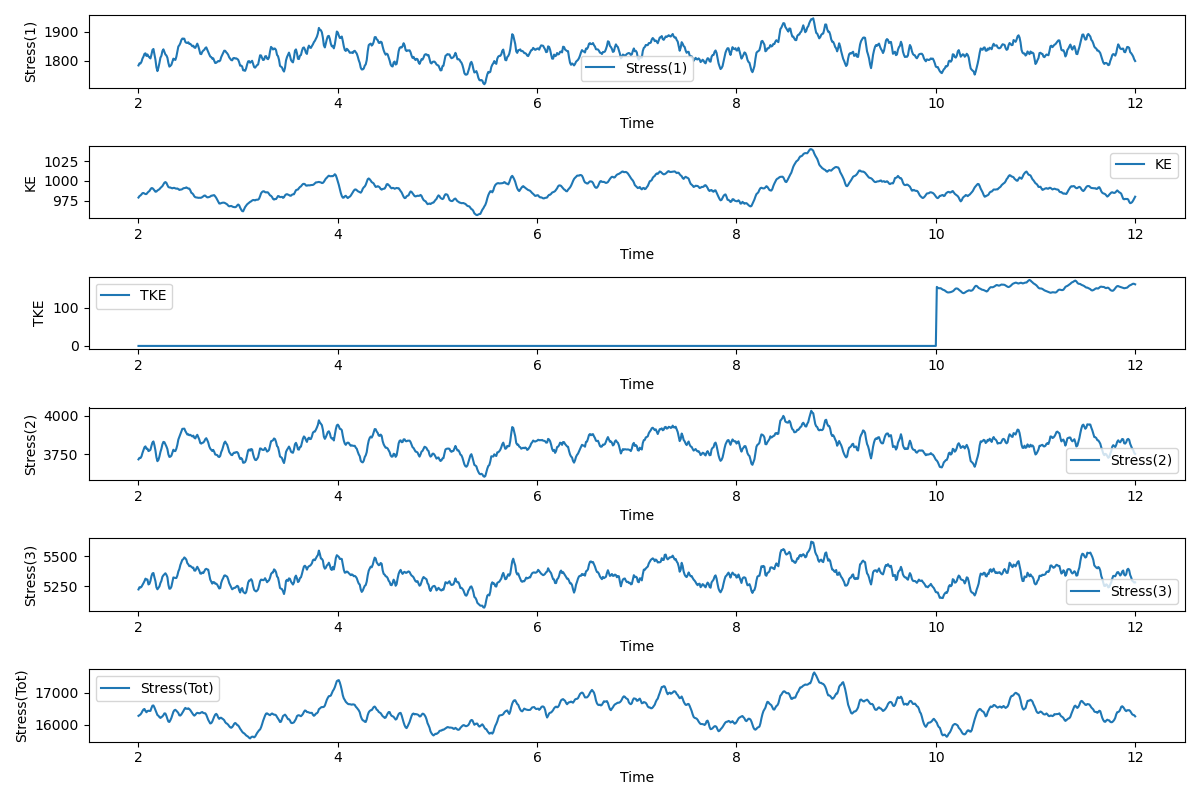 Stress(1)
1900
1800
Stress(1)
2 4 6 8 10 12
Time
KE
1025
1000
975
KE
2 4 6 8 10 12
Time
TKE
100
0
TKE
2 4 6 8 10 12
Time
Stress(2)
4000
3750
Stress(2)
2 4 6 8 10 12
Time
Stress(3)
5500
5250
Stress(3)
2 4 6 8 10 12
Time
Stress(Tot)
17000
16000
Stress(Tot)
2 4 6 8 10 12
Time